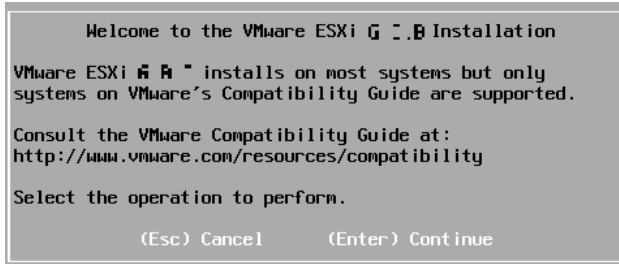 Welcome to the VMware ESXi Installation
VMware ESXi installs on most systems but only
systems on VMware's Compatibility Guide are supported.
Consult the VMware Compatibility Guide at:
http://www.vmware.com/resources/compatibility
Select the operation to perform.
(Esc) Cancel (Enter) Continue